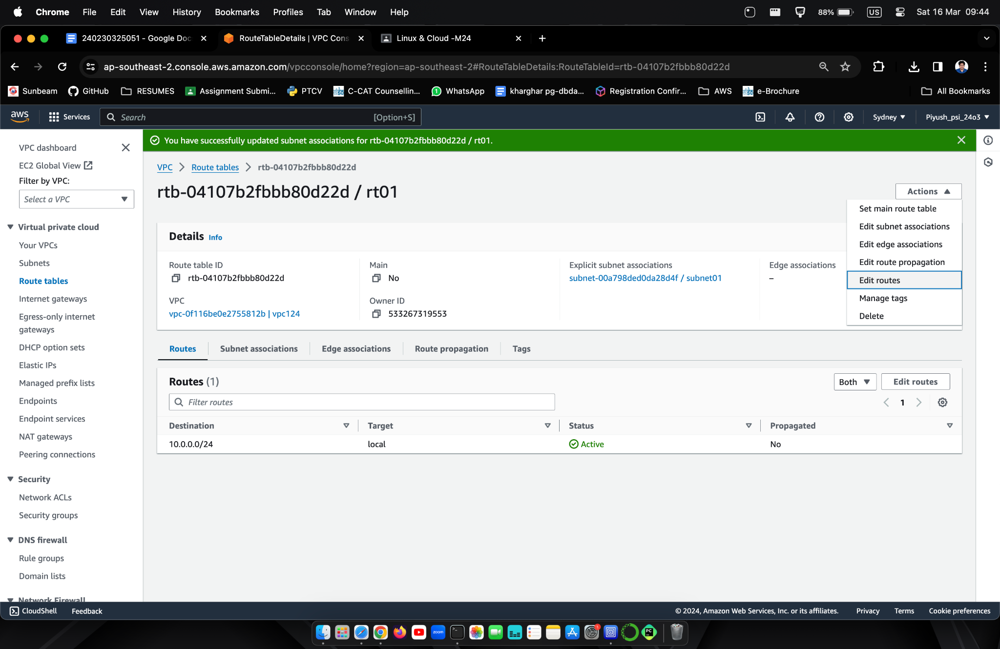 Chrome File Edit View History Bookmarks Profiles Tab Window Help 88% US Sat 16 Mar 09:44
240230325051 - Google Doc RouteTableDetails | VPC Cons Linux & Cloud -M24
ap-southeast-2.console.aws.amazon.com/vpcconsole/home?region=ap-southeast-2#RouteTableDetails:RouteTableId=rtb-04107b2fbbb80d22d
Sunbeam GitHub RESUMES Assignment Submi... PTCV C-CAT Counsellin... WhatsApp kharghar pg-dbda... Registration Confir... AWS e-Brochure All Bookmarks
aws Services Search [Option+S] Sydney Piyush_psi_24o3
You have successfully updated subnet associations for rtb-04107b2fbbb80d22d / rt01.
VPC dashboard
EC2 Global View
Filter by VPC:
Select a VPC
Virtual private cloud
Your VPCs
Subnets
Route tables
Internet gateways
Egress-only internet
gateways
DHCP option sets
Elastic IPs
Managed prefix lists
Endpoints
Endpoint services
NAT gateways
Peering connections
Security
Network ACLs
Security groups
DNS firewall
Rule groups
Domain lists
Network Firewall
VPC > Route tables > rtb-04107b2fbbb80d22d
rtb-04107b2fbbb80d22d / rt01
Actions
Set main route table
Edit subnet associations
Edit edge associations
Edit route propagation
Edit routes
Manage tags
Delete
Details Info
Route table ID
rtb-04107b2fbbb80d22d
VPC
vpc-0f116be0e2755812b | vpc124
Main
No
Owner ID
533267319553
Explicit subnet associations
subnet-00a798ded0da28d4f / subnet01
Edge associations
–
Routes Subnet associations Edge associations Route propagation Tags
Routes (1) Both Edit routes
Filter routes 1
Destination Target Status Propagated
10.0.0.0/24 local Active No
CloudShell Feedback © 2024, Amazon Web Services, Inc. or its affiliates. Privacy Terms Cookie preferences
zoom 1 PC